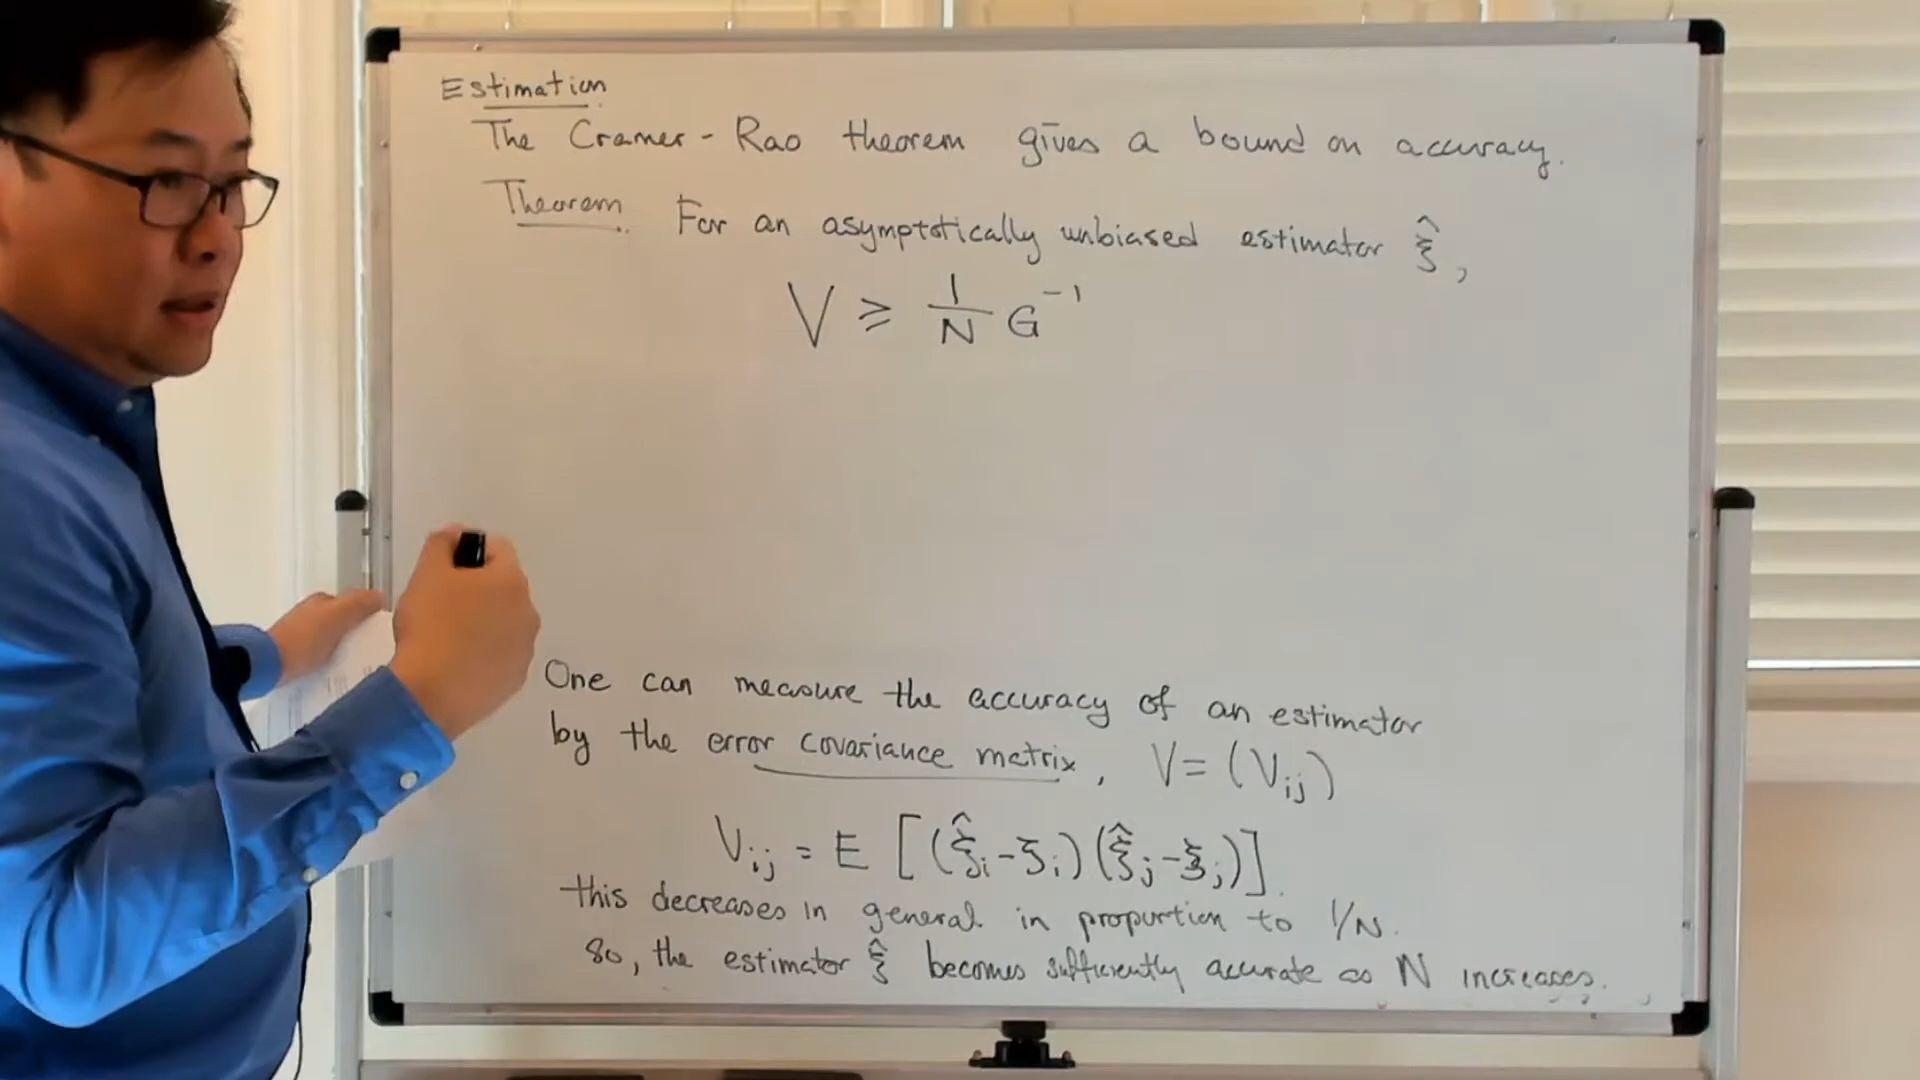 Estimation
The Cramer-Rao theorem gives a bound on accuracy.
Theorem For an asymptotically unbiased estimator ξ̂,
V ≥ 1/N G⁻¹
One can measure the accuracy of an estimator
by the error covariance matrix, V = (Vᵢⱼ)
Vᵢⱼ = E [(ξ̂ᵢ-ξᵢ)(ξ̂ⱼ-ξⱼ)].
this decreases in general in proportion to 1/N.
So, the estimator ξ̂ becomes sufficiently accurate as N increases.